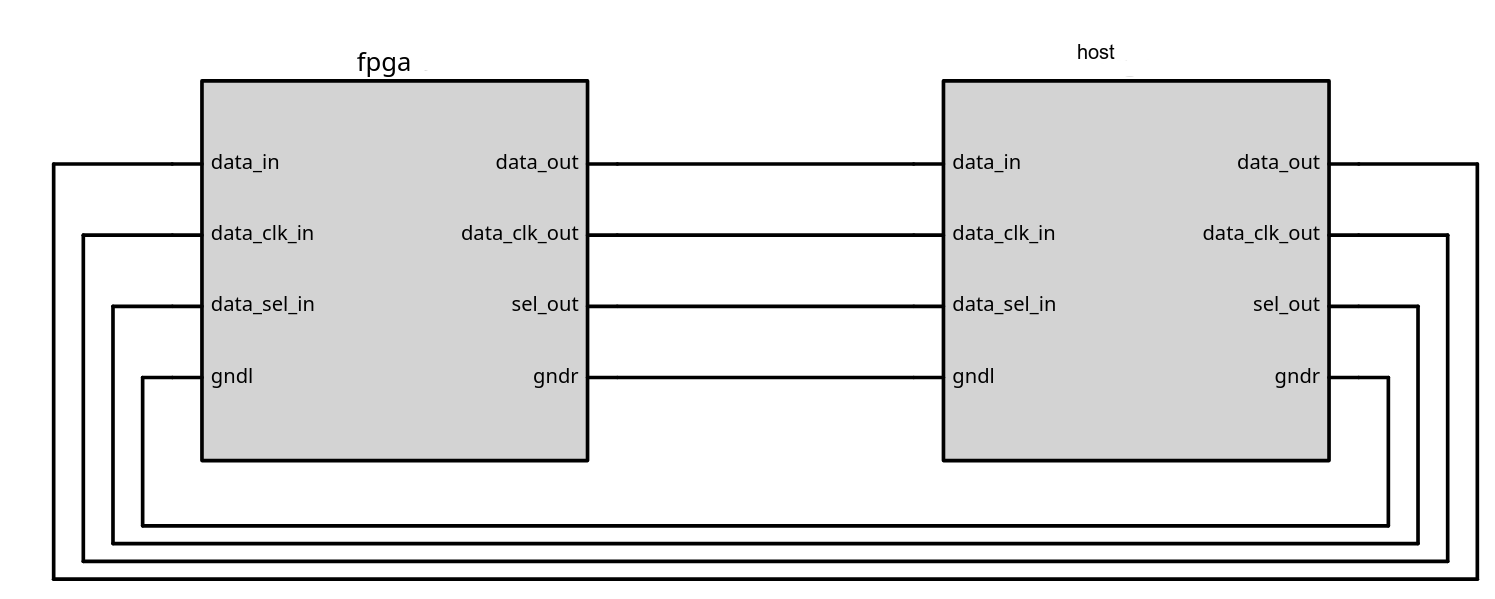 fpga
host
data_in
data_out
data_in
data_out
data_clk_in
data_clk_out
data_clk_in
data_clk_out
data_sel_in
sel_out
data_sel_in
sel_out
gndl
gndr
gndl
gndr